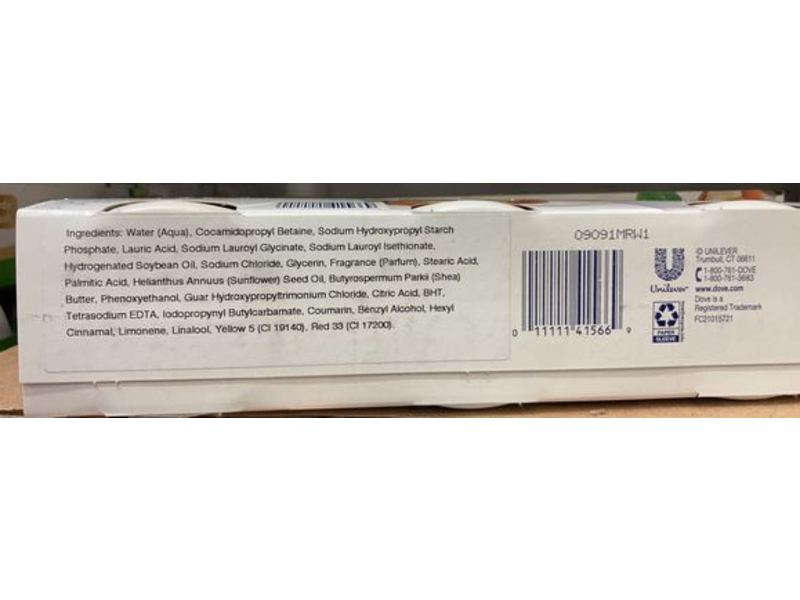 Ingredients: Water (Aqua), Cocamidopropyl Betaine, Sodium Hydroxypropyl Starch
Phosphate, Lauric Acid, Sodium Lauroyl Glycinate, Sodium Lauroyl Isethionate,
Hydrogenated Soybean Oil, Sodium Chloride, Glycerin, Fragrance (Parfum), Stearic Acid,
Palmitic Acid, Helianthus Annuus (Sunflower) Seed Oil, Butyrospermum Parkii (Shea)
Butter, Phenoxyethanol, Guar Hydroxypropyltrimonium Chloride, Citric Acid, BHT,
Tetrasodium EDTA, Iodopropynyl Butylcarbamate, Coumarin, Benzyl Alcohol, Hexyl
Cinnamal, Limonene, Linalool, Yellow 5 (CI 19140), Red 33 (CI 17200).
09091MRW1
0 11111 41566 9
Unilever
© UNILEVER
Trumbull, CT 06611
1-800-761-DOVE
1-800-761-3683
www.dove.com
Dove is a
Registered Trademark
FC21015721
PAPER
SLEEVE